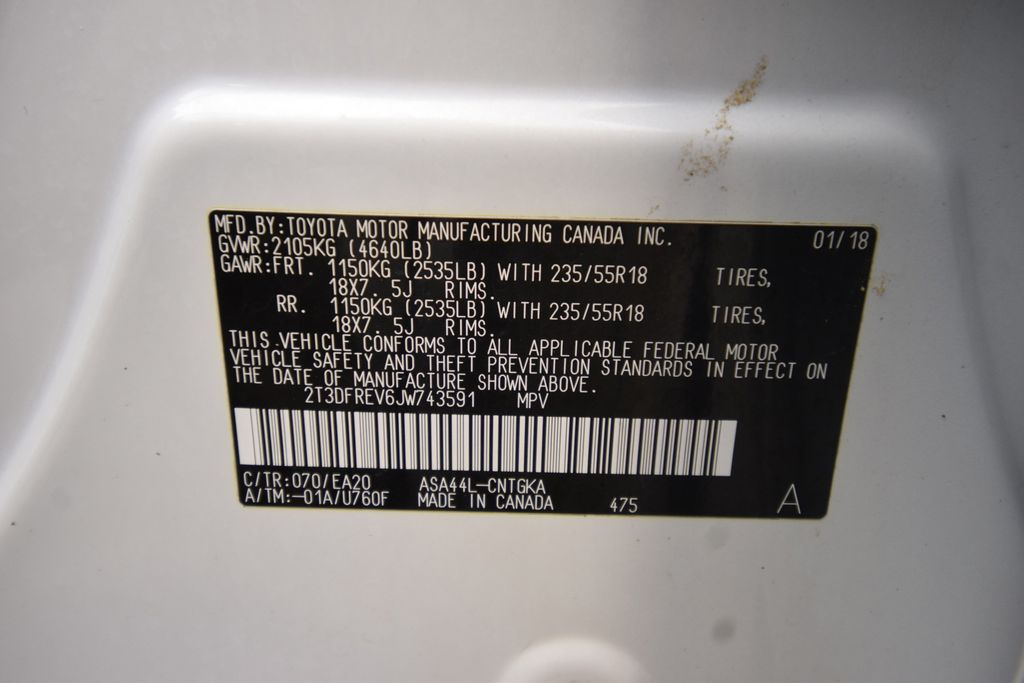 MFD.BY:TOYOTA MOTOR MANUFACTURING CANADA INC. 01/18
GVWR:2105KG (4640LB)
GAWR:FRT. 1150KG (2535LB) WITH 235/55R18 TIRES,
18X7. 5J RIMS.
RR. 1150KG (2535LB) WITH 235/55R18 TIRES,
18X7. 5J RIMS.
THIS VEHICLE CONFORMS TO ALL APPLICABLE FEDERAL MOTOR
VEHICLE SAFETY AND THEFT PREVENTION STANDARDS IN EFFECT ON
THE DATE OF MANUFACTURE SHOWN ABOVE.
2T3DFREV6JW743591 MPV
C/TR:070/EA20 ASA44L-CNTGKA
A/TM:-01A/U760F MADE IN CANADA 475 A